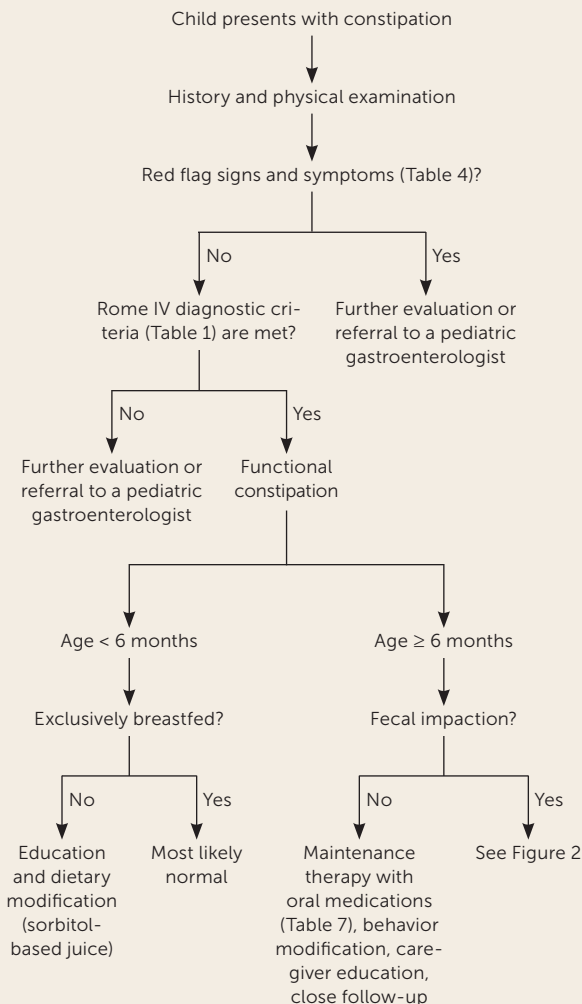 Child presents with constipation
History and physical examination
Red flag signs and symptoms (Table 4)?
No
Yes
Rome IV diagnostic cri-
teria (Table 1) are met?
Further evaluation or
referral to a pediatric
gastroenterologist
No
Yes
Further evaluation or
referral to a pediatric
gastroenterologist
Functional
constipation
Age < 6 months
Age ≥ 6 months
Exclusively breastfed?
Fecal impaction?
No
Yes
No
Yes
Education
and dietary
modification
(sorbitol-
based juice)
Most likely
normal
Maintenance
therapy with
oral medications
(Table 7), behavior
modification, care-
giver education,
close follow-up
See Figure 2